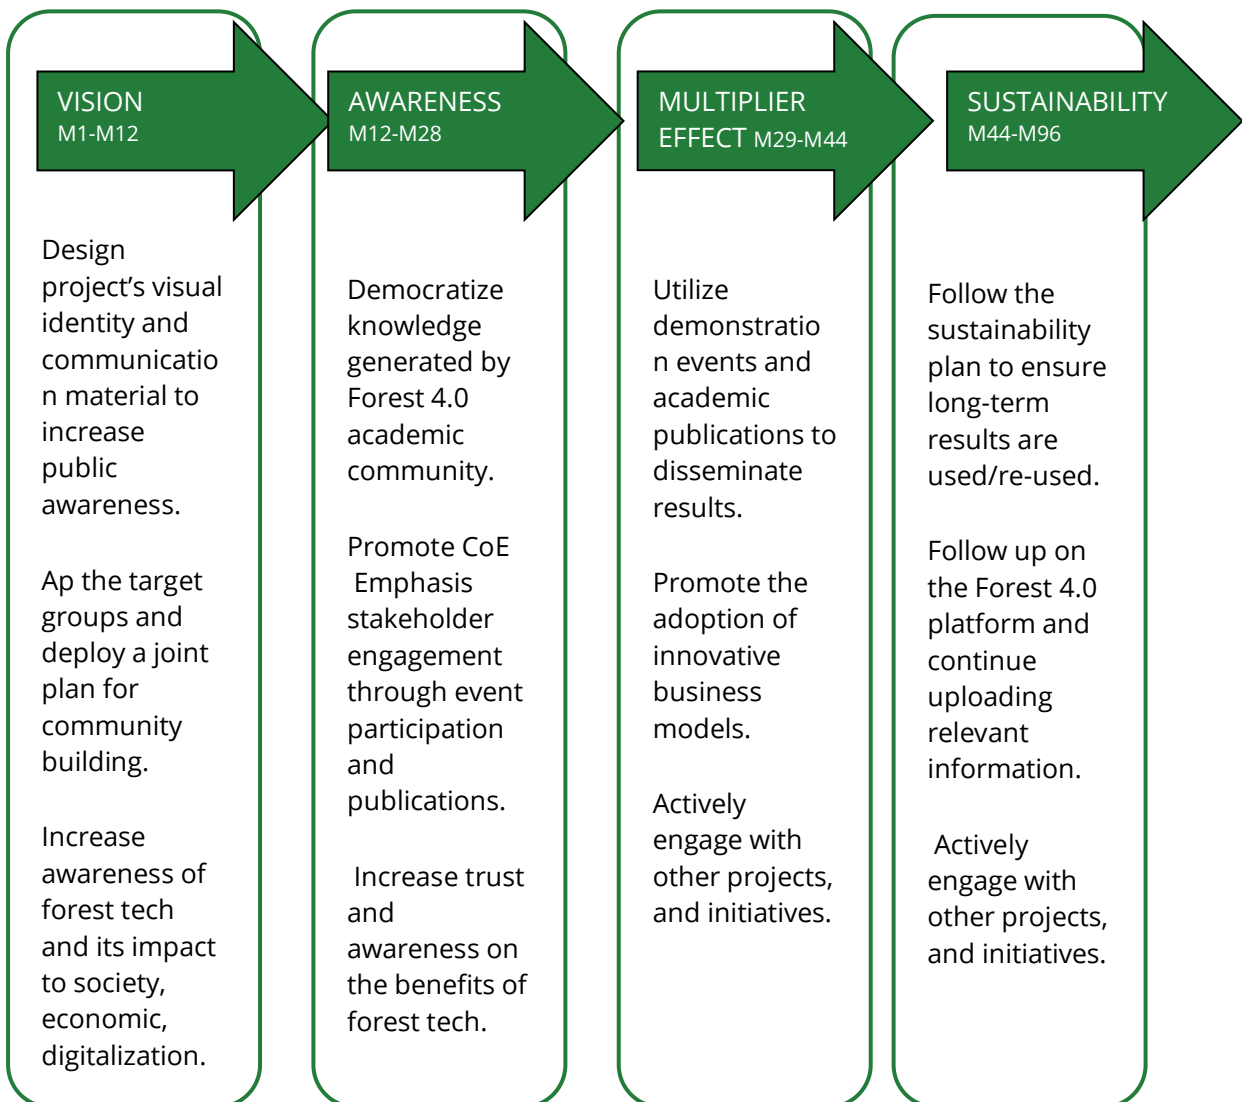 VISION
M1-M12
Design
project’s visual
identity and
communicatio
n material to
increase
public
awareness.
Ap the target
groups and
deploy a joint
plan for
community
building.
Increase
awareness of
forest tech
and its impact
to society,
economic,
digitalization.
AWARENESS
M12-M28
Democratize
knowledge
generated by
Forest 4.0
academic
community.
Promote CoE
Emphasis
stakeholder
engagement
through event
participation
and
publications.
Increase trust
and
awareness on
the benefits of
forest tech.
MULTIPLIER
EFFECT M29-M44
Utilize
demonstratio
n events and
academic
publications to
disseminate
results.
Promote the
adoption of
innovative
business
models.
Actively
engage with
other projects,
and initiatives.
SUSTAINABILITY
M44-M96
Follow the
sustainability
plan to ensure
long-term
results are
used/re-used.
Follow up on
the Forest 4.0
platform and
continue
uploading
relevant
information.
Actively
engage with
other projects,
and initiatives.